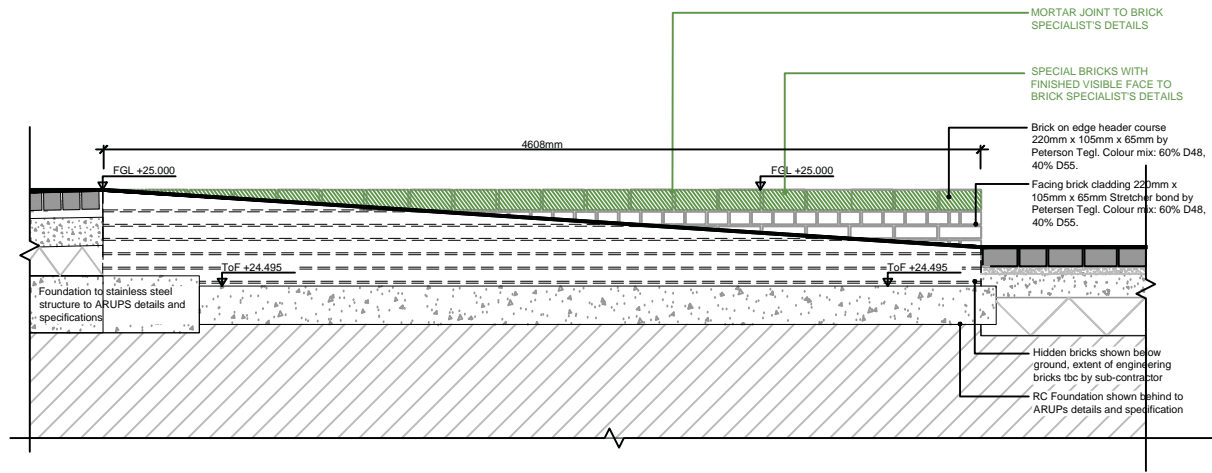 MORTAR JOINT TO BRICK
SPECIALIST'S DETAILS
SPECIAL BRICKS WITH
FINISHED VISIBLE FACE TO
BRICK SPECIALIST'S DETAILS
Brick on edge header course
220mm x 105mm x 65mm by
Peterson Tegl. Colour mix: 60% D48,
40% D55.
4608mm
FGL +25.000
FGL +25.000
Facing brick cladding 220mm x
105mm x 65mm Stretcher bond by
Petersen Tegl. Colour mix: 60% D48,
40% D55.
ToF +24.495
ToF +24.495
Foundation to stainless steel
structure to ARUPS details and
specifications
Hidden bricks shown below
ground, extent of engineering
bricks tbc by sub-contractor
RC Foundation shown behind to
ARUPs details and specification